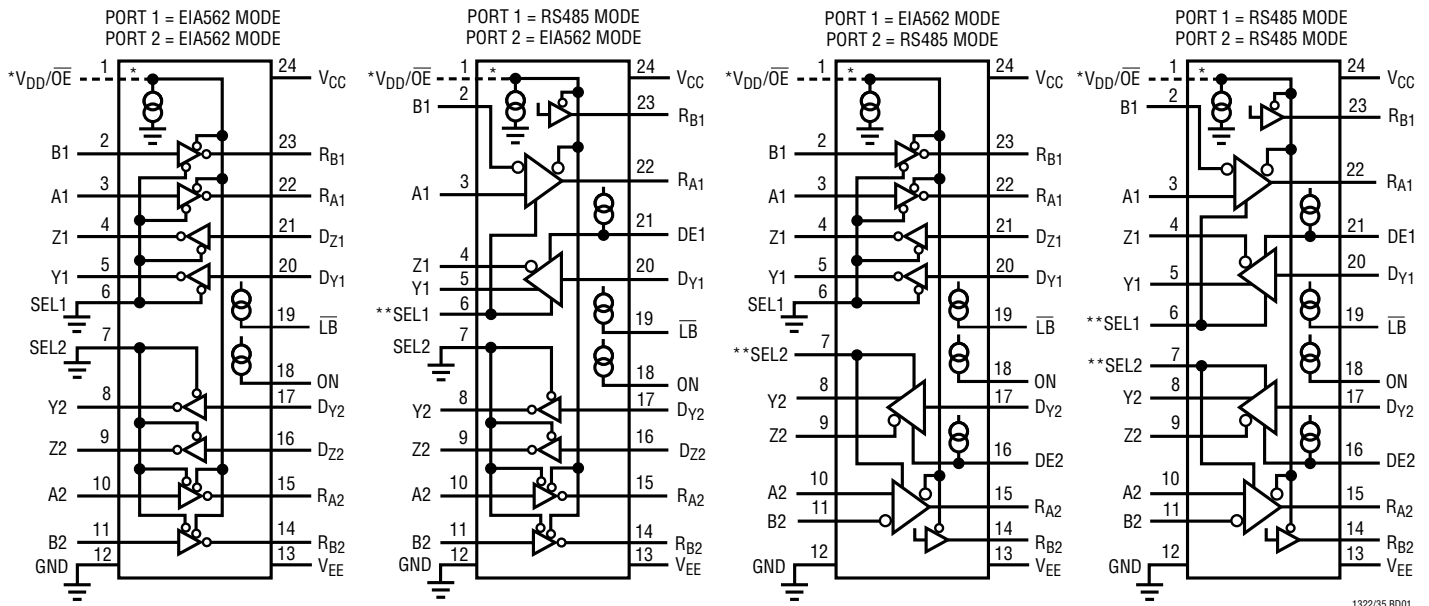 PORT 1 = EIA562 MODE
PORT 2 = EIA562 MODE
*VDD/OE
1
*
24
VCC
B1
2
23
RB1
A1
3
22
RA1
Z1
4
21
DZ1
Y1
5
20
DY1
SEL1
6
19
LB
SEL2
7
18
ON
Y2
8
17
DY2
Z2
9
16
DZ2
A2
10
15
RA2
B2
11
14
RB2
GND
12
13
VEE
PORT 1 = RS485 MODE
PORT 2 = EIA562 MODE
*VDD/OE
1
*
24
VCC
B1
2
23
RB1
A1
3
22
RA1
21
DE1
Z1
4
20
DY1
Y1
5
**SEL1
6
19
LB
SEL2
7
18
ON
Y2
8
17
DY2
Z2
9
16
DZ2
A2
10
15
RA2
B2
11
14
RB2
GND
12
13
VEE
PORT 1 = EIA562 MODE
PORT 2 = RS485 MODE
*VDD/OE
1
*
24
VCC
B1
2
23
RB1
A1
3
22
RA1
Z1
4
21
DZ1
Y1
5
20
DY1
SEL1
6
19
LB
**SEL2
7
18
ON
Y2
8
17
DY2
Z2
9
16
DE2
A2
10
15
RA2
B2
11
14
RB2
GND
12
13
VEE
PORT 1 = RS485 MODE
PORT 2 = RS485 MODE
*VDD/OE
1
*
24
VCC
B1
2
23
RB1
A1
3
22
RA1
Z1
4
21
DE1
Y1
5
20
DY1
**SEL1
6
19
LB
**SEL2
7
18
ON
Y2
8
17
DY2
Z2
9
16
DE2
A2
10
15
RA2
B2
11
14
RB2
GND
12
13
VEE
1322/35 BD01